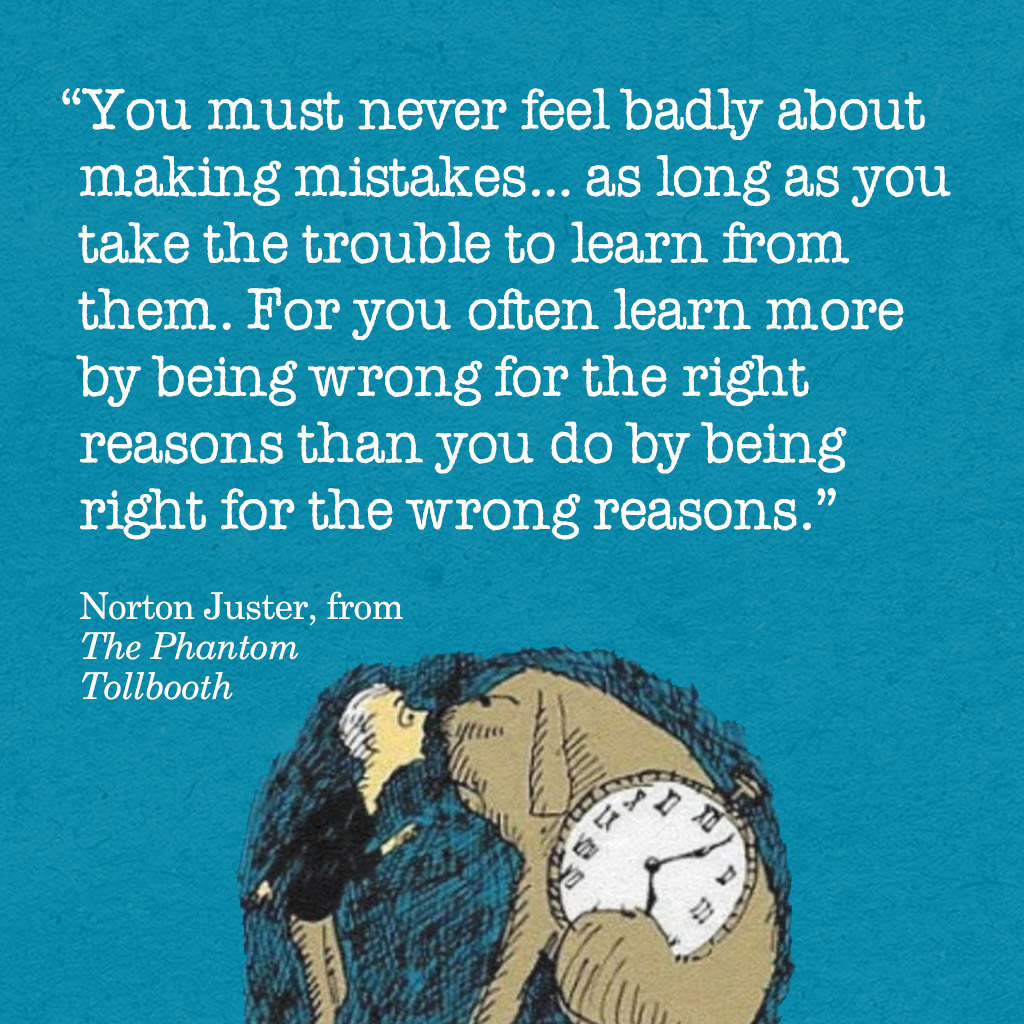 “You must never feel badly about
making mistakes... as long as you
take the trouble to learn from
them. For you often learn more
by being wrong for the right
reasons than you do by being
right for the wrong reasons.”
Norton Juster, from
The Phantom
Tollbooth